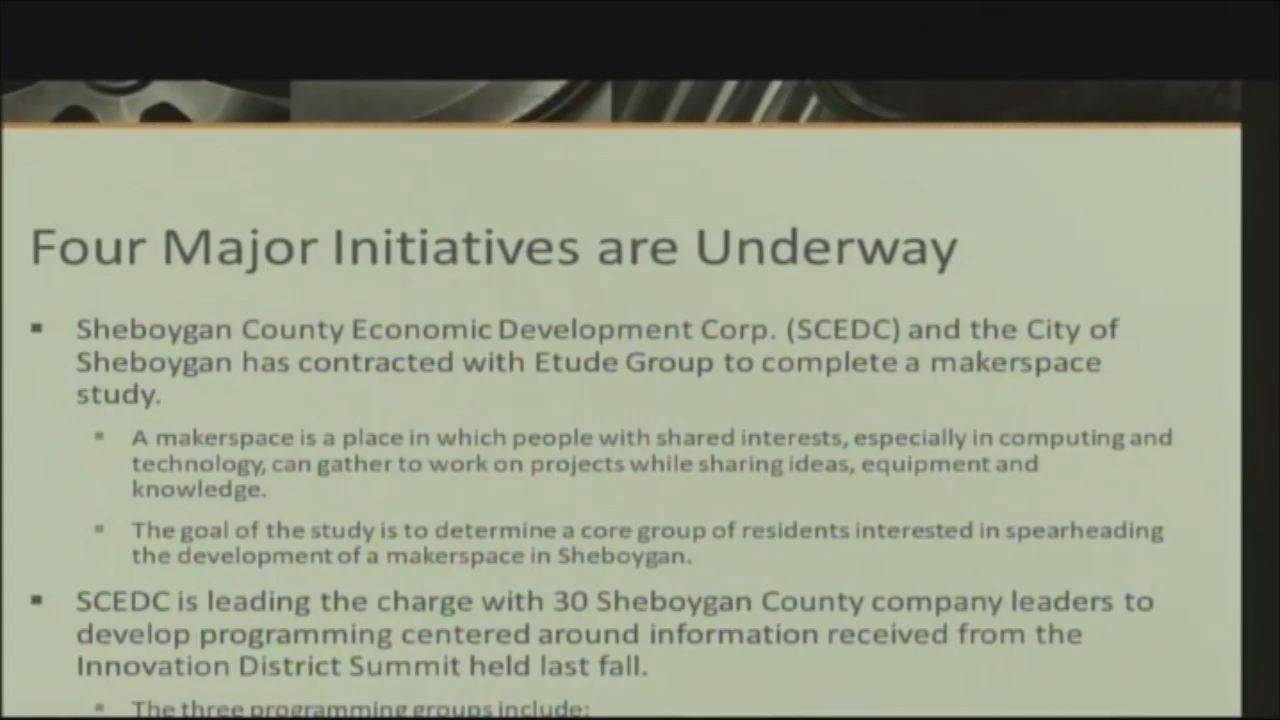 Four Major Initiatives are Underway
▪ Sheboygan County Economic Development Corp. (SCEDC) and the City of
Sheboygan has contracted with Etude Group to complete a makerspace
study.
▪ A makerspace is a place in which people with shared interests, especially in computing and
technology, can gather to work on projects while sharing ideas, equipment and
knowledge.
▪ The goal of the study is to determine a core group of residents interested in spearheading
the development of a makerspace in Sheboygan.
▪ SCEDC is leading the charge with 30 Sheboygan County company leaders to
develop programming centered around information received from the
Innovation District Summit held last fall.
▪ The three programming groups include: